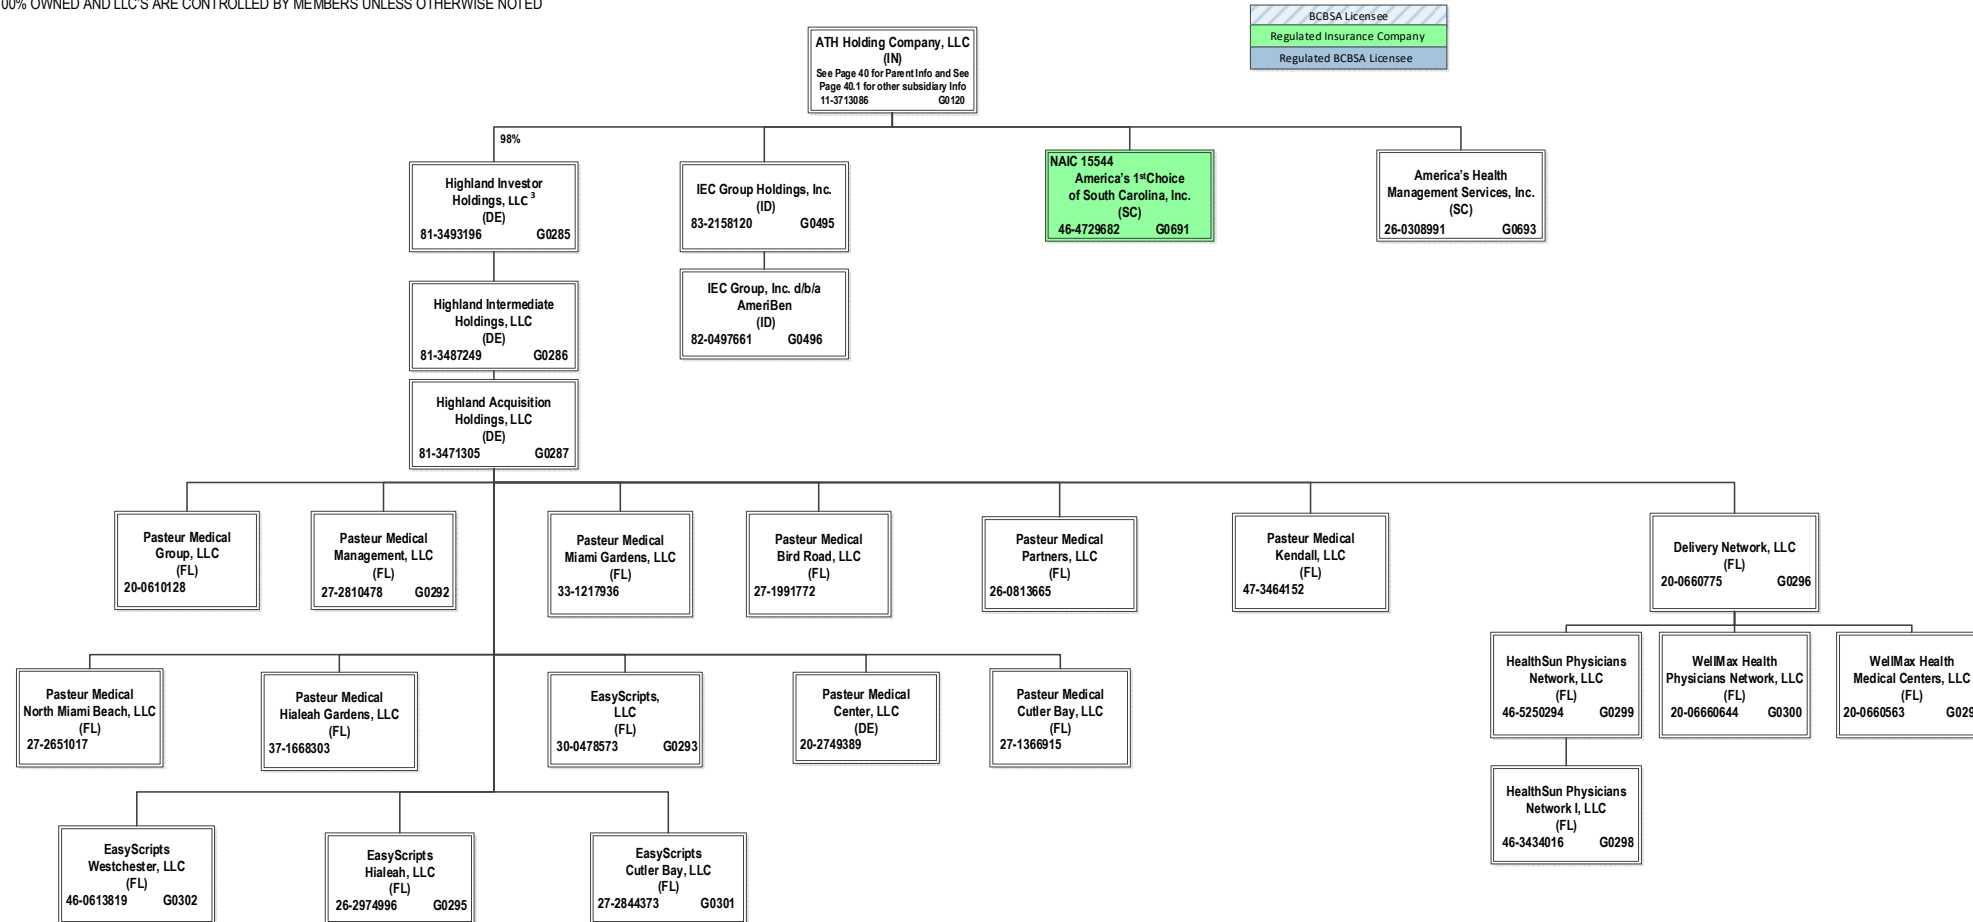 00% OWNED AND LLC'S ARE CONTROLLED BY MEMBERS UNLESS OTHERWISE NOTED
BCBSA Licensee
Regulated Insurance Company
Regulated BCBSA Licensee
ATH Holding Company, LLC
(IN)
See Page 40 for Parent Info and See
Page 40.1 for other subsidiary Info
11-3713086 G0120
98%
Highland Investor
Holdings, LLC ³
(DE)
81-3493196 G0285
IEC Group Holdings, Inc.
(ID)
83-2158120 G0495
NAIC 15544
America's 1ˢᵗChoice
of South Carolina, Inc.
(SC)
46-4729682 G0691
America's Health
Management Services, Inc.
(SC)
26-0308991 G0693
Highland Intermediate
Holdings, LLC
(DE)
81-3487249 G0286
IEC Group, Inc. d/b/a
AmeriBen
(ID)
82-0497661 G0496
Highland Acquisition
Holdings, LLC
(DE)
81-3471305 G0287
Pasteur Medical
Group, LLC
(FL)
20-0610128
Pasteur Medical
Management, LLC
(FL)
27-2810478 G0292
Pasteur Medical
Miami Gardens, LLC
(FL)
33-1217936
Pasteur Medical
Bird Road, LLC
(FL)
27-1991772
Pasteur Medical
Partners, LLC
(FL)
26-0813665
Pasteur Medical
Kendall, LLC
(FL)
47-3464152
Delivery Network, LLC
(FL)
20-0660775 G0296
Pasteur Medical
North Miami Beach, LLC
(FL)
27-2651017
Pasteur Medical
Hialeah Gardens, LLC
(FL)
37-1668303
EasyScripts,
LLC
(FL)
30-0478573 G0293
Pasteur Medical
Center, LLC
(DE)
20-2749389
Pasteur Medical
Cutler Bay, LLC
(FL)
27-1366915
HealthSun Physicians
Network, LLC
(FL)
46-5250294 G0299
WellMax Health
Physicians Network, LLC
(FL)
20-06660644 G0300
WellMax Health
Medical Centers, LLC
(FL)
20-0660563 G029
HealthSun Physicians
Network I, LLC
(FL)
46-3434016 G0298
EasyScripts
Westchester, LLC
(FL)
46-0613819 G0302
EasyScripts
Hialeah, LLC
(FL)
26-2974996 G0295
EasyScripts
Cutler Bay, LLC
(FL)
27-2844373 G0301